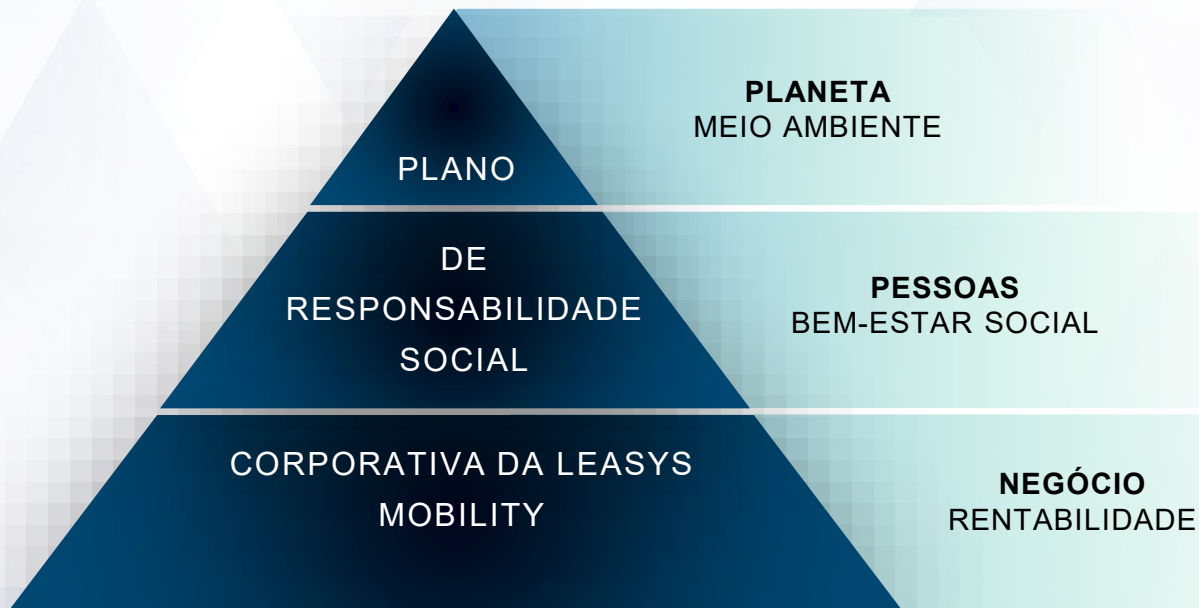 PLANO
DE
RESPONSABILIDADE
SOCIAL
CORPORATIVA DA LEASYS
MOBILITY
PLANETA
MEIO AMBIENTE
PESSOAS
BEM-ESTAR SOCIAL
NEGÓCIO
RENTABILIDADE